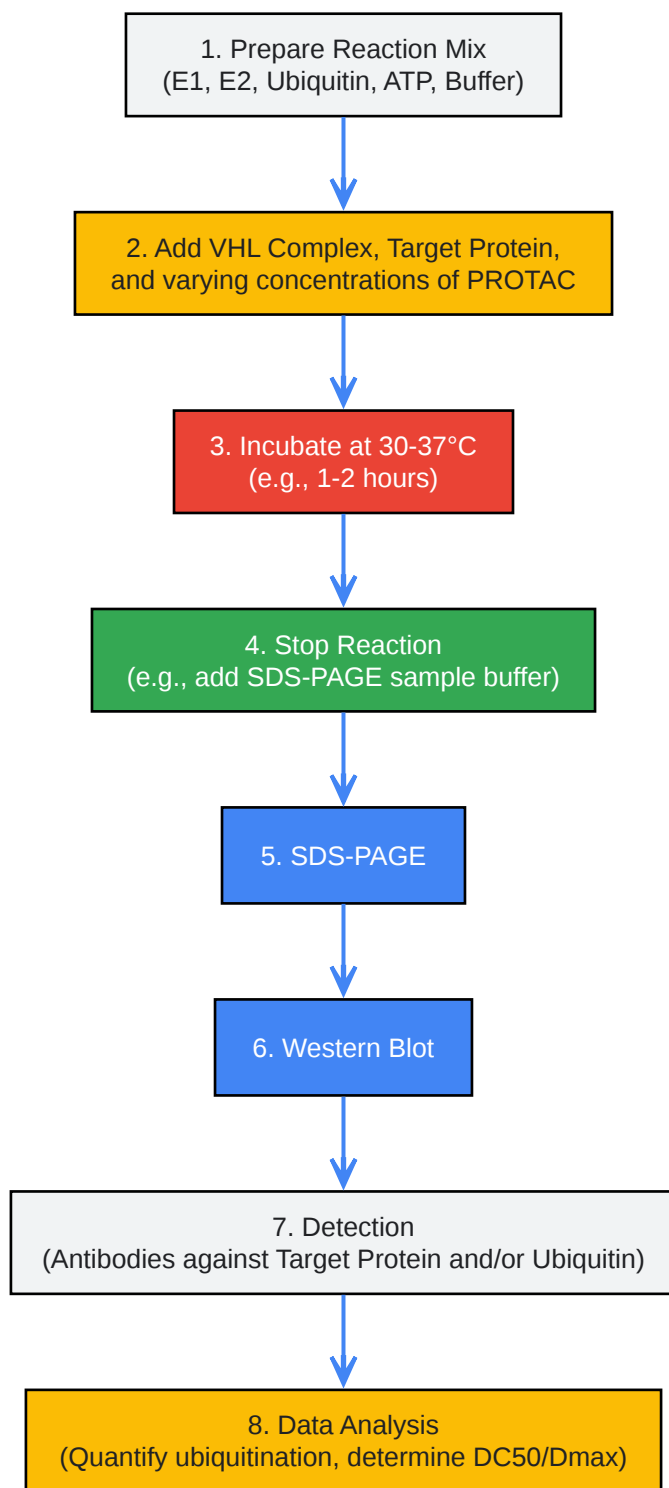 1. Prepare Reaction Mix
(E1, E2, Ubiquitin, ATP, Buffer)
2. Add VHL Complex, Target Protein,
and varying concentrations of PROTAC
3. Incubate at 30-37°C
(e.g., 1-2 hours)
4. Stop Reaction
(e.g., add SDS-PAGE sample buffer)
5. SDS-PAGE
6. Western Blot
7. Detection
(Antibodies against Target Protein and/or Ubiquitin)
8. Data Analysis
(Quantify ubiquitination, determine DC50/Dmax)